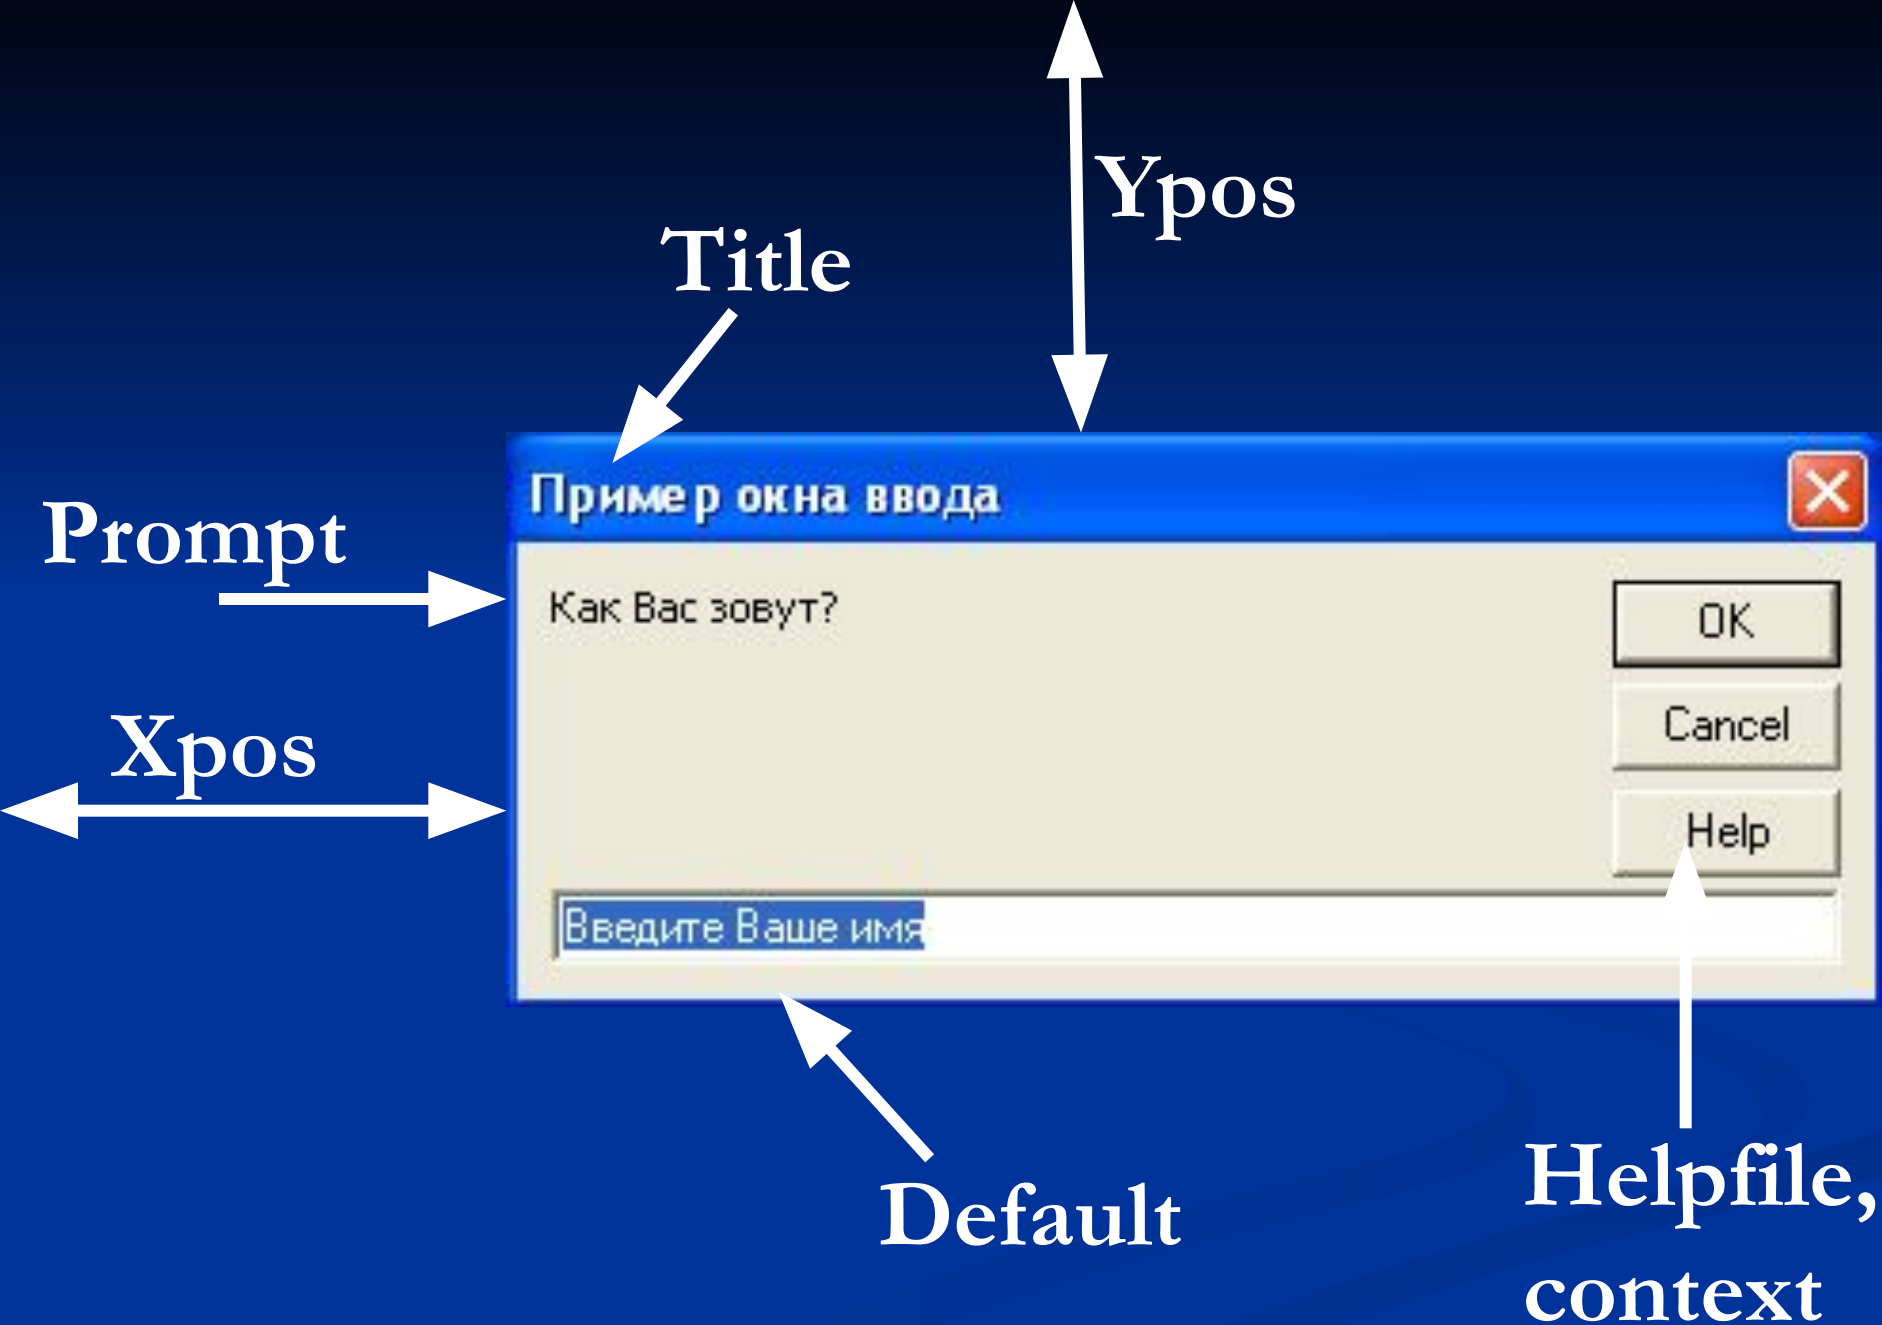 Ypos
Title
Пример окна ввода
Prompt
Как Вас зовут?
OK
Xpos
Cancel
Help
Введите Ваше имя
Default
Helpfile,
context